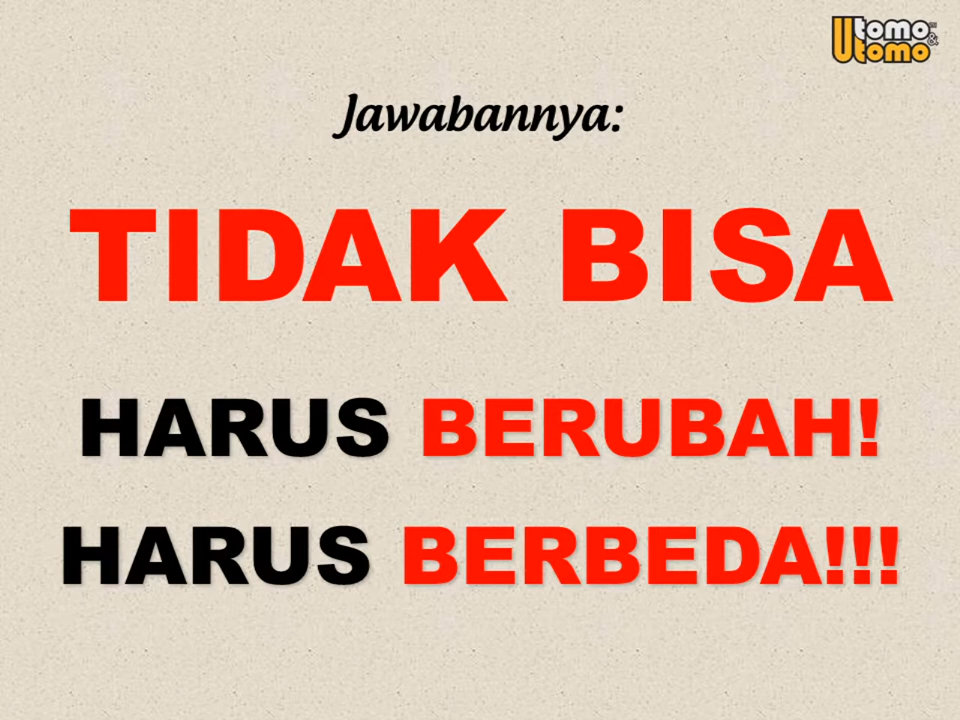 Utomo &
Utomo
Jawabannya:
TIDAK BISA
HARUS BERUBAH!
HARUS BERBEDA!!!